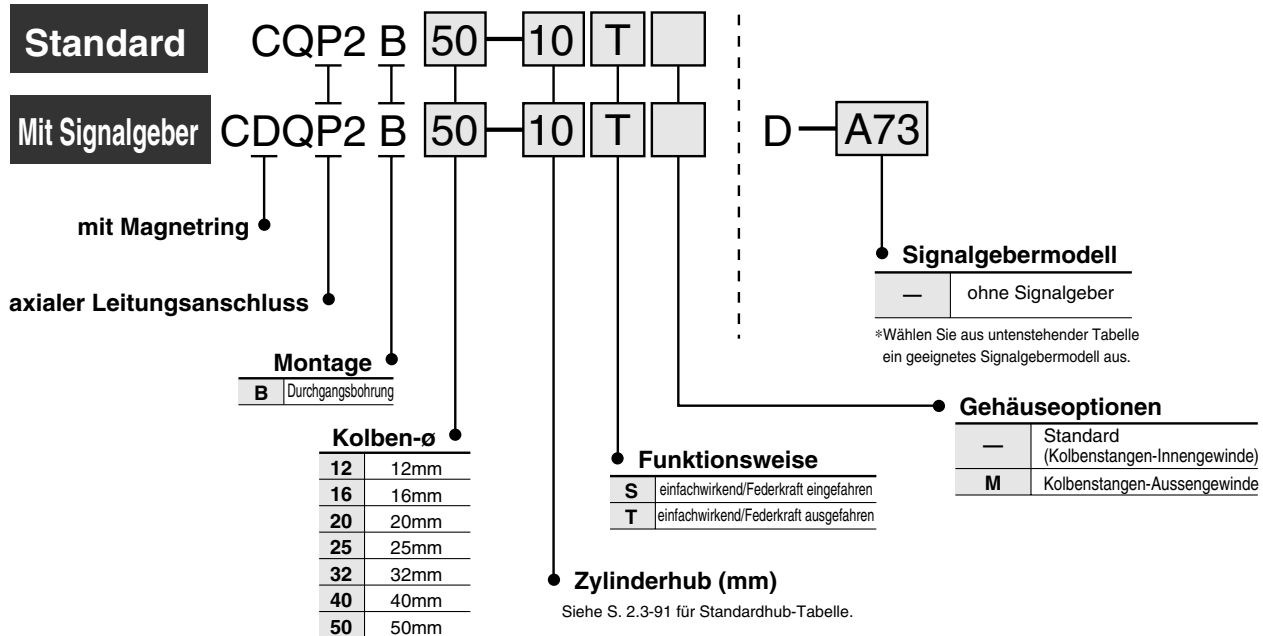 Standard CQP2 B 50-10 T
Mit Signalgeber CDQP2 B 50-10 T D-A73
mit Magnetring
axialer Leitungsanschluss
Montage
B Durchgangsbohrung
Kolben-ø
12 12mm
16 16mm
20 20mm
25 25mm
32 32mm
40 40mm
50 50mm
Funktionsweise
S einfachwirkend/Federkraft eingefahren
T einfachwirkend/Federkraft ausgefahren
Zylinderhub (mm)
Siehe S. 2.3-91 für Standardhub-Tabelle.
Signalgebermodell
— ohne Signalgeber
*Wählen Sie aus untenstehender Tabelle
ein geeignetes Signalgebermodell aus.
Gehäuseoptionen
— Standard
(Kolbenstangen-Innengewinde)
M Kolbenstangen-Aussengewinde